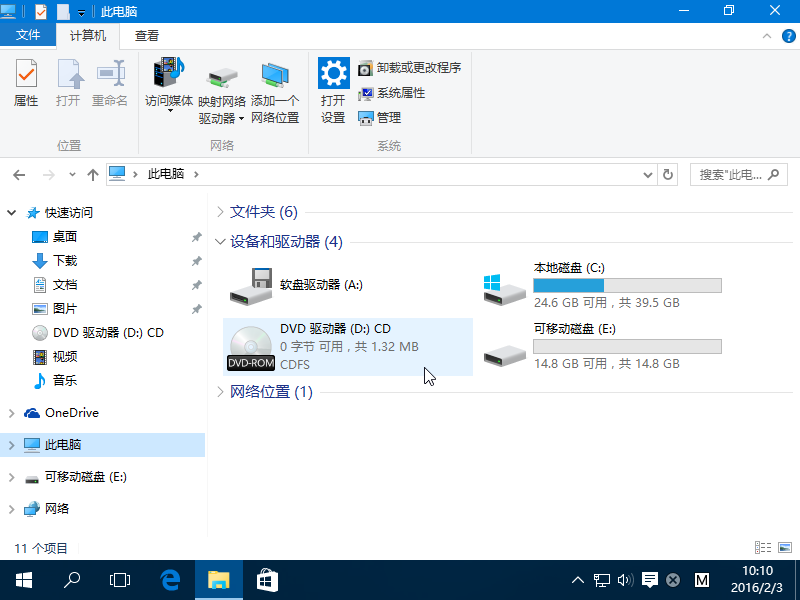 此电脑
文件
计算机
查看
属性
打开
重命名
访问媒体
映射网络
驱动器
添加一个
网络位置
打开
设置
卸载或更改程序
系统属性
管理
位置
网络
系统
此电脑
搜索"此电...
快速访问
桌面
下载
文档
图片
DVD 驱动器 (D:) CD
视频
音乐
OneDrive
此电脑
可移动磁盘 (E:)
网络
文件夹 (6)
设备和驱动器 (4)
软盘驱动器 (A:)
本地磁盘 (C:)
24.6 GB 可用，共 39.5 GB
DVD-ROM
DVD 驱动器 (D:) CD
0 字节 可用，共 1.32 MB
CDFS
可移动磁盘 (E:)
14.8 GB 可用，共 14.8 GB
网络位置 (1)
11 个项目
M
10:10
2016/2/3